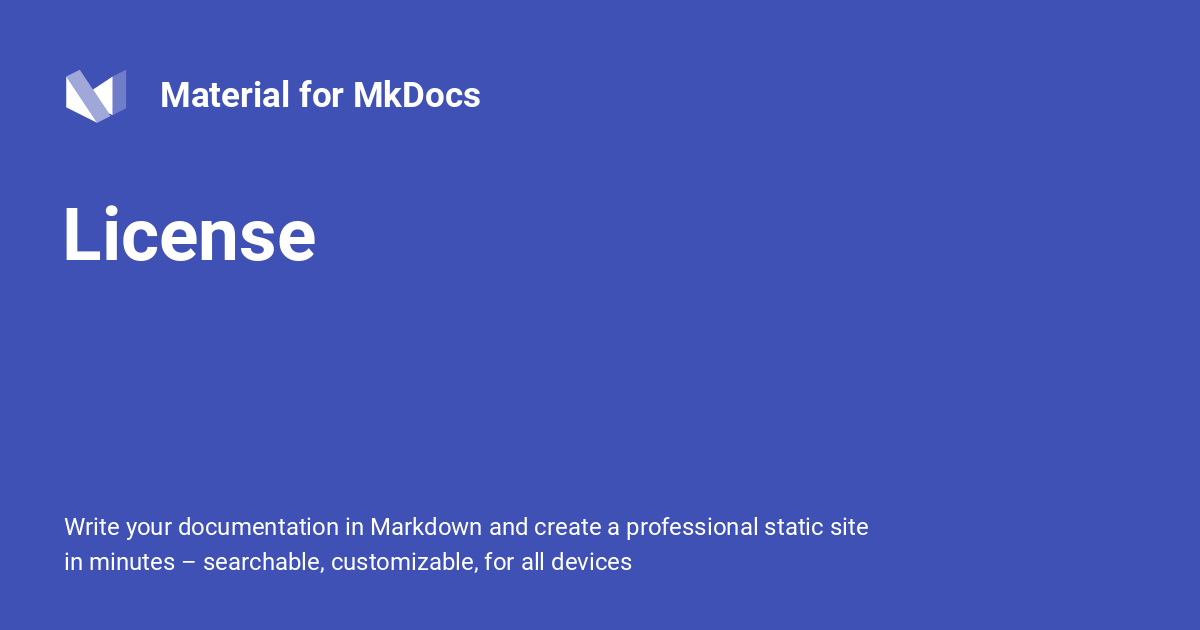 Material for MkDocs
License
Write your documentation in Markdown and create a professional static site
in minutes – searchable, customizable, for all devices